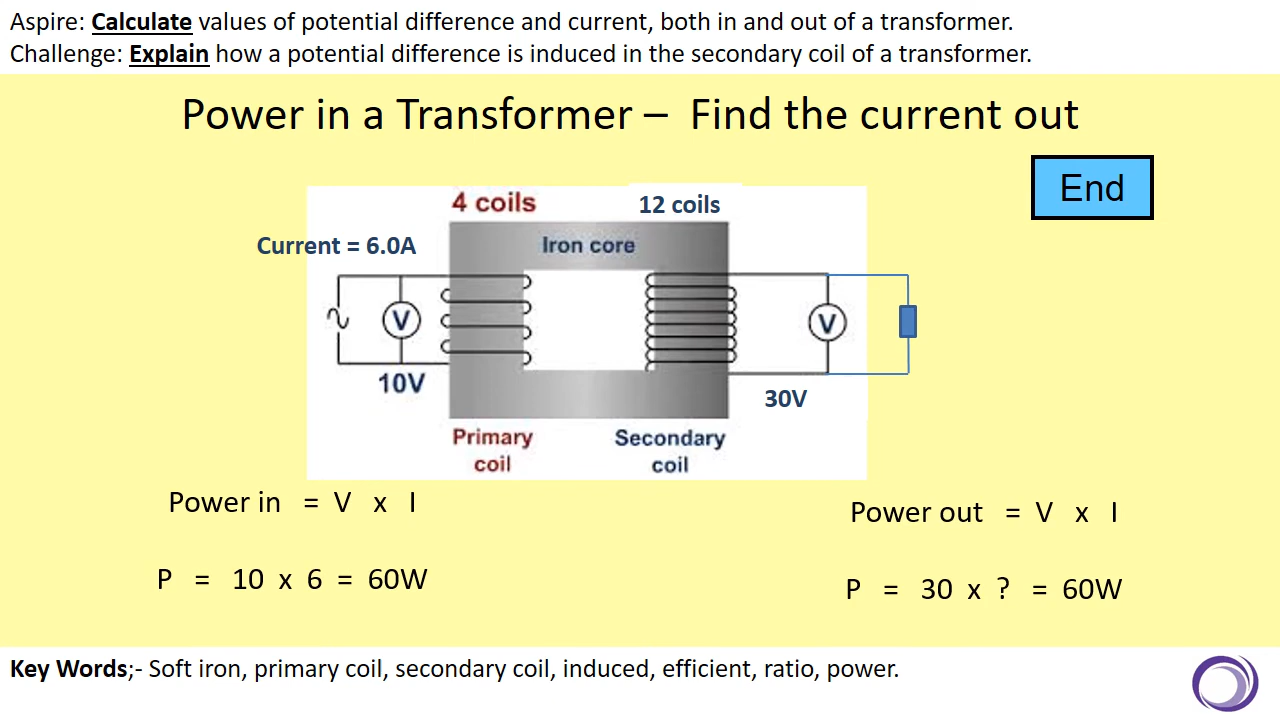 Aspire: Calculate values of potential difference and current, both in and out of a transformer.
Challenge: Explain how a potential difference is induced in the secondary coil of a transformer.
Power in a Transformer – Find the current out
End
4 coils
12 coils
Current = 6.0A
Iron core
V
V
10V
30V
Primary
coil
Secondary
coil
Power in = V x I
Power out = V x I
P = 10 x 6 = 60W
P = 30 x ? = 60W
Key Words;- Soft iron, primary coil, secondary coil, induced, efficient, ratio, power.